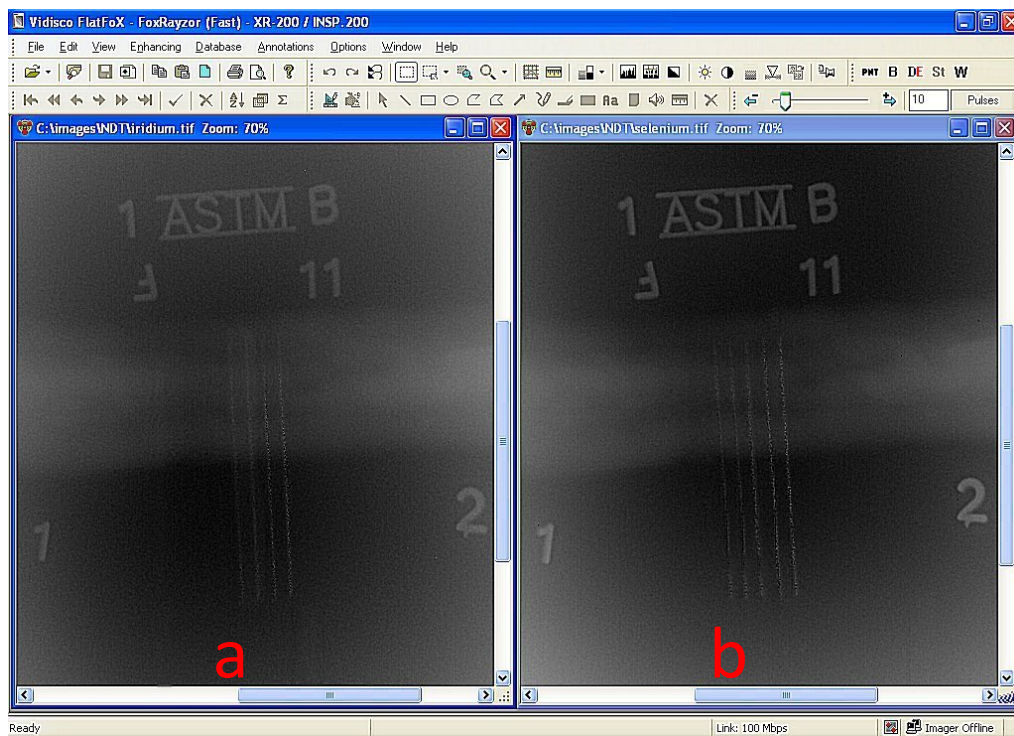 Vidisco FlatFoX - FoxRayzor (Fast) - XR-200 / INSP.200
File Edit View Enhancing Database Annotations Options Window Help
PNT B DE St W
Aa 10 Pulses
C:\images\NDT\iridium.tif Zoom: 70%
1 ASTM B
11
1
2
a
C:\images\NDT\selenium.tif Zoom: 70%
1 ASTM B
11
1
2
b
Ready
Link: 100 Mbps
Imager Offline